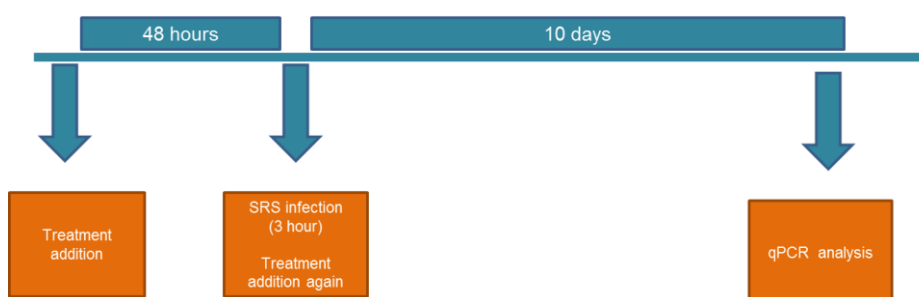 48 hours
10 days
Treatment
addition
SRS infection
(3 hour)
Treatment
addition again
qPCR analysis